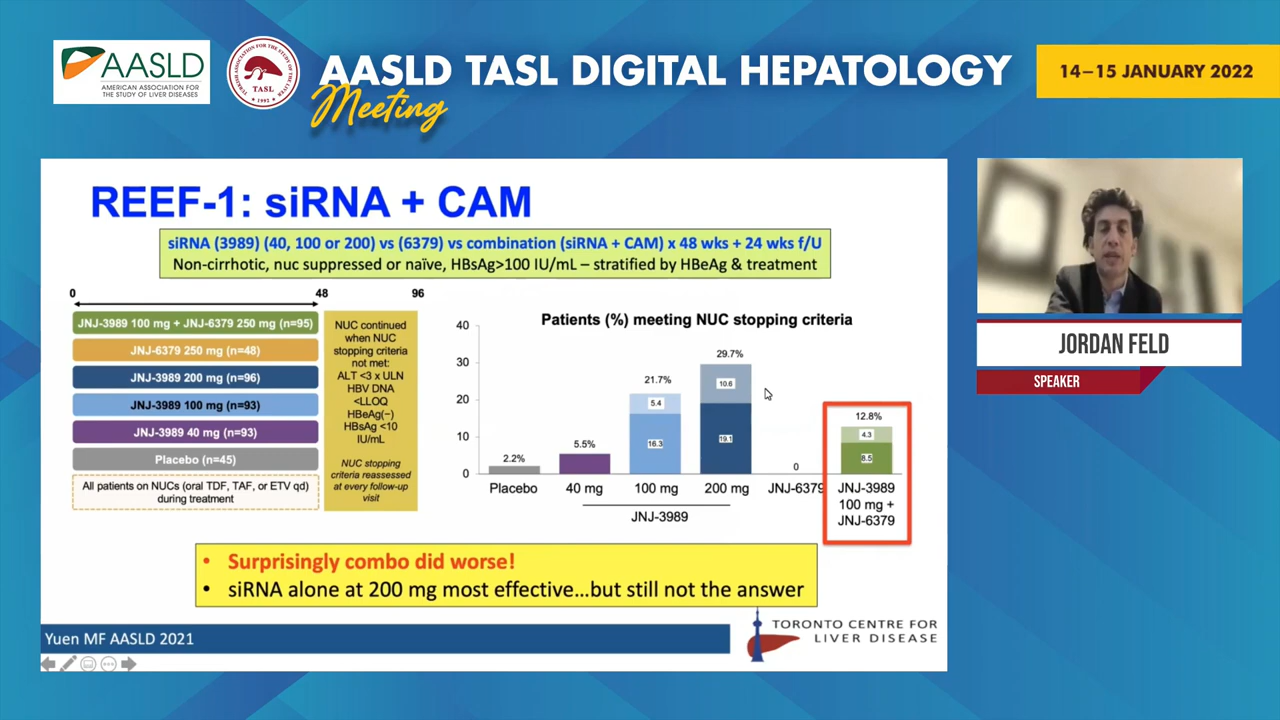 AASLD
AMERICAN ASSOCIATION FOR
THE STUDY OF LIVER DISEASES
TURKISH ASSOCIATION FOR THE STUDY OF THE LIVER
TASL
1992
AASLD TASL DIGITAL HEPATOLOGY
Meeting
14–15 JANUARY 2022
REEF-1: siRNA + CAM
siRNA (3989) (40, 100 or 200) vs (6379) vs combination (siRNA + CAM) x 48 wks + 24 wks f/U
Non-cirrhotic, nuc suppressed or naïve, HBsAg>100 IU/mL – stratified by HBeAg & treatment
0
48
96
JNJ-3989 100 mg + JNJ-6379 250 mg (n=95)
JNJ-6379 250 mg (n=48)
JNJ-3989 200 mg (n=96)
JNJ-3989 100 mg (n=93)
JNJ-3989 40 mg (n=93)
Placebo (n=45)
All patients on NUCs (oral TDF, TAF, or ETV qd)
during treatment
NUC continued
when NUC
stopping criteria
not met:
ALT <3 x ULN
HBV DNA
<LLOQ
HBeAg(−)
HBsAg <10
IU/mL
NUC stopping
criteria reassessed
at every follow-up
visit
Patients (%) meeting NUC stopping criteria
40
30
20
10
0
2.2%
5.5%
21.7%
5.4
16.3
29.7%
10.6
19.1
0
12.8%
4.3
8.5
Placebo
40 mg
100 mg
200 mg
JNJ-6379
JNJ-3989
100 mg +
JNJ-6379
JNJ-3989
• Surprisingly combo did worse!
• siRNA alone at 200 mg most effective…but still not the answer
Yuen MF AASLD 2021
TORONTO CENTRE FOR
LIVER DISEASE
JORDAN FELD
SPEAKER